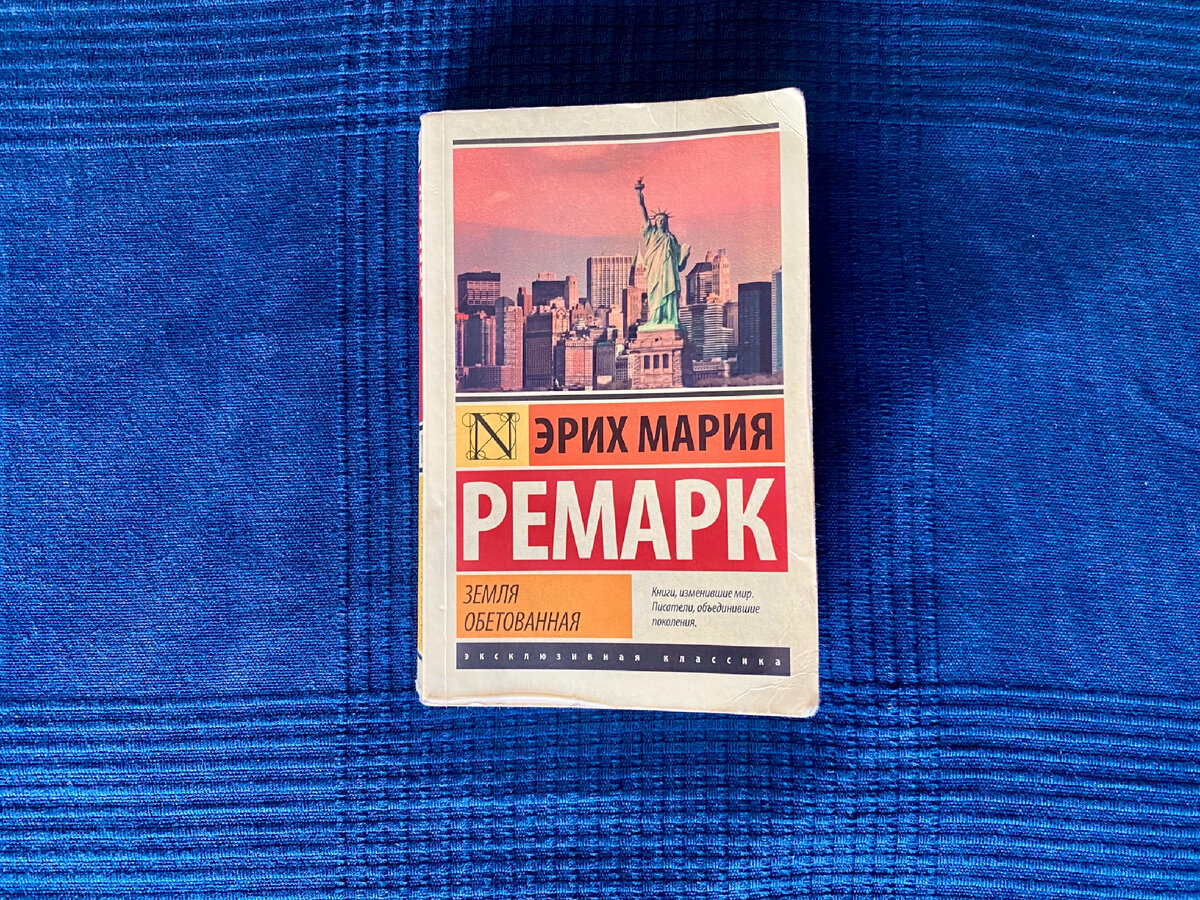 N
ЭРИХ МАРИЯ
РЕМАРК
ЗЕМЛЯ
ОБЕТОВАННАЯ
Книги, изменившие мир.
Писатели, объединившие
поколения.
эксклюзивная классика